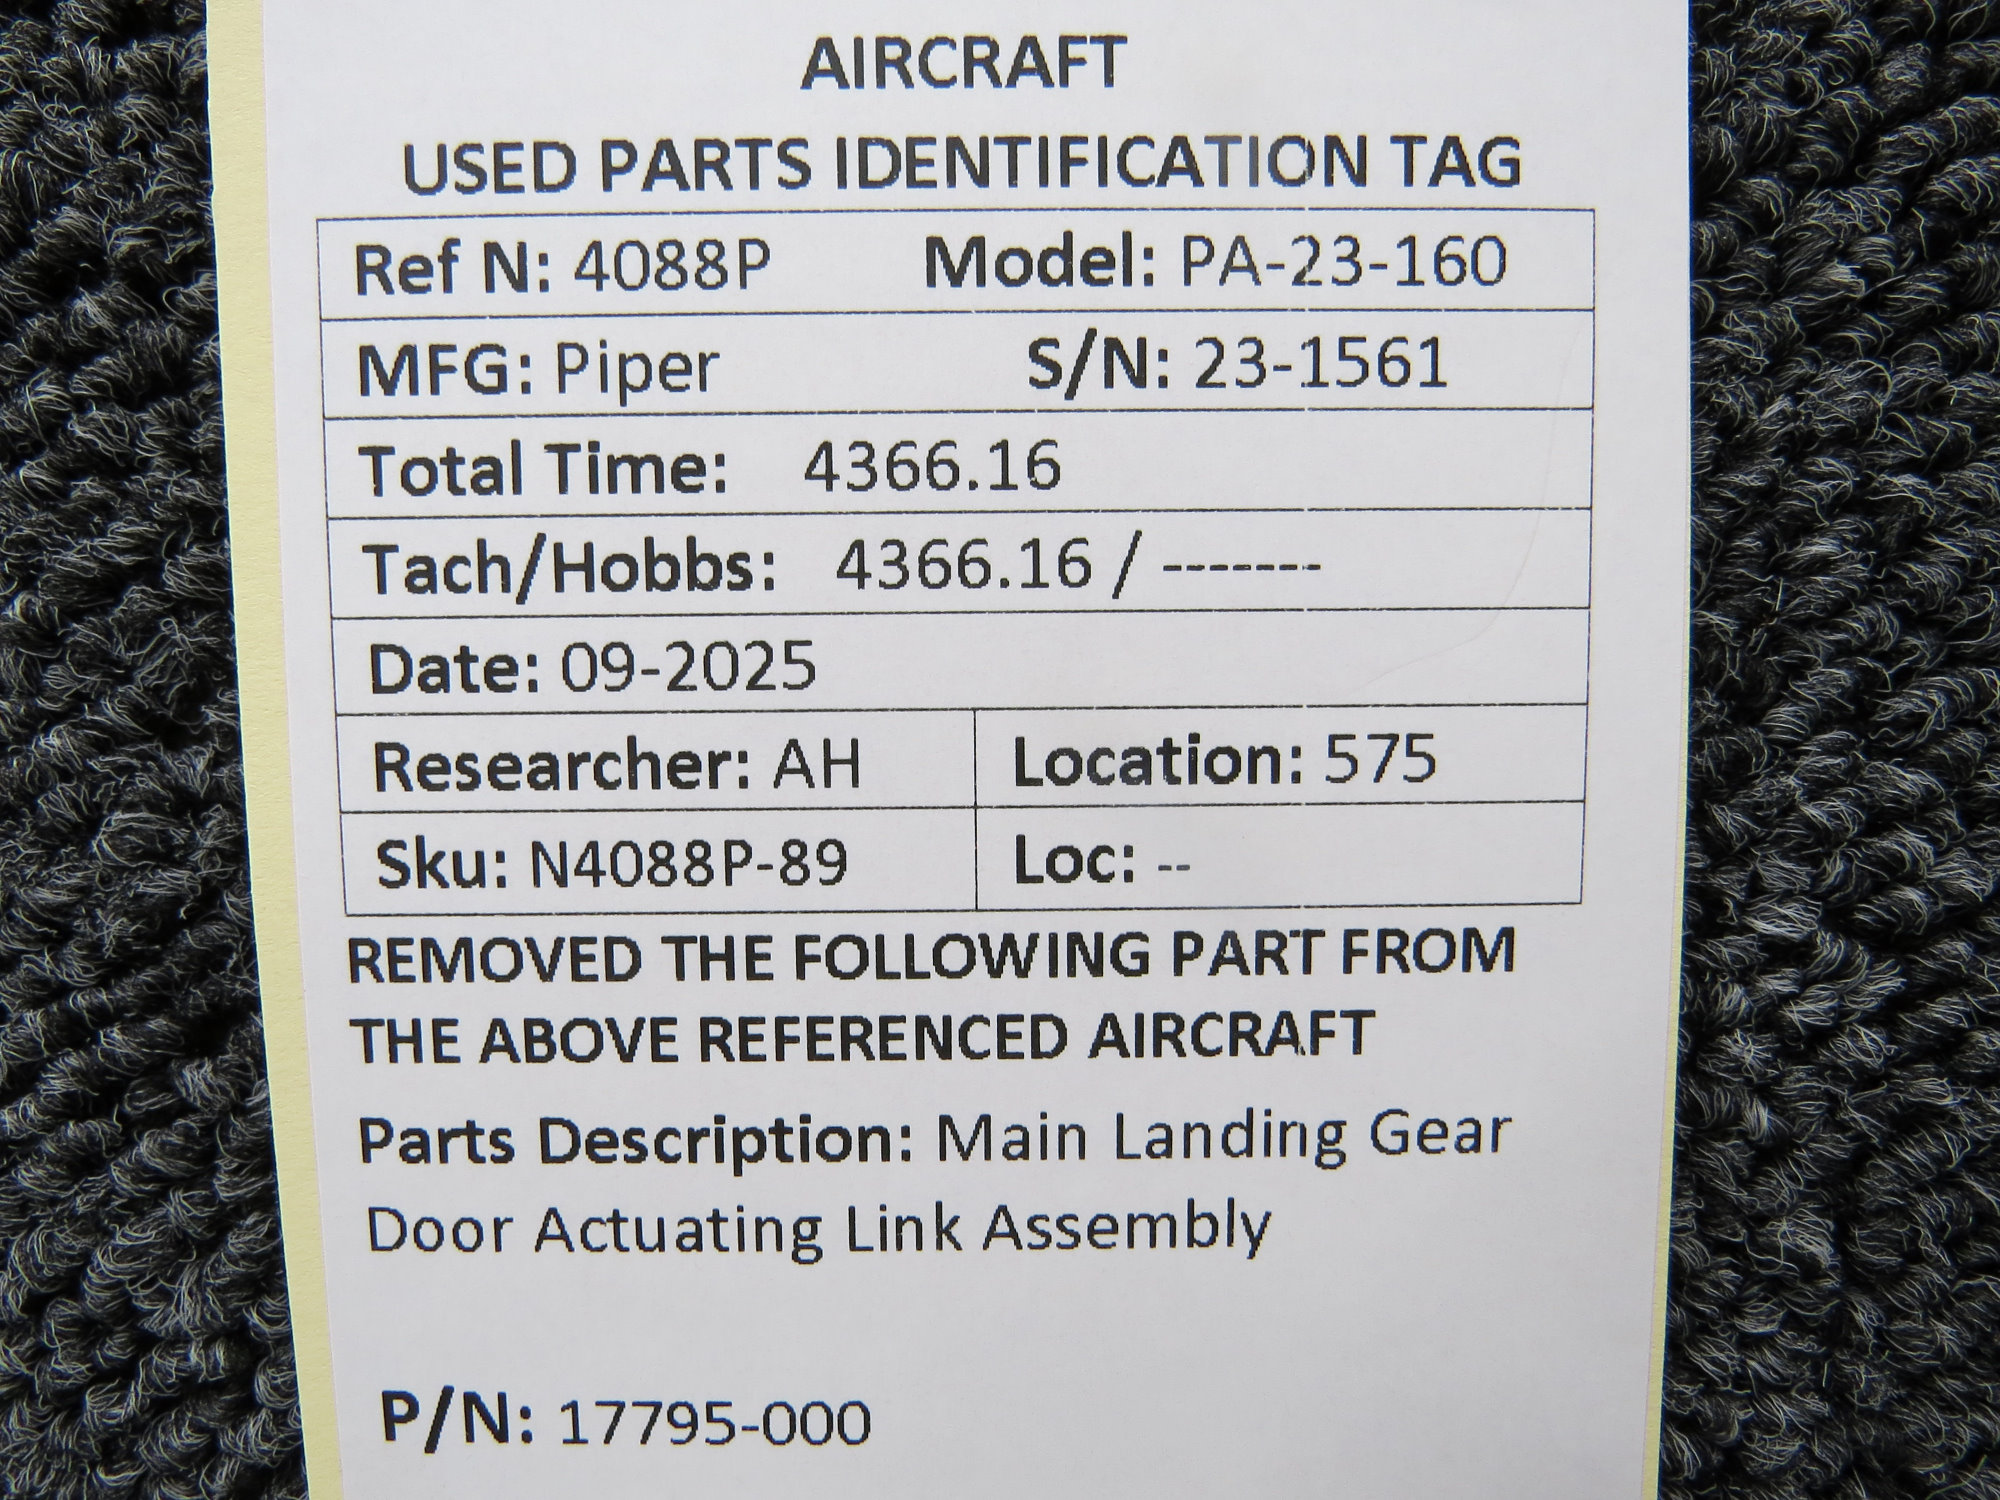 AIRCRAFT
USED PARTS IDENTIFICATION TAG
Ref N: 4088P Model: PA-23-160
MFG: Piper S/N: 23-1561
Total Time: 4366.16
Tach/Hobbs: 4366.16 / -------
Date: 09-2025
Researcher: AH Location: 575
Sku: N4088P-89 Loc: --
REMOVED THE FOLLOWING PART FROM
THE ABOVE REFERENCED AIRCRAFT
Parts Description: Main Landing Gear
Door Actuating Link Assembly
P/N: 17795-000